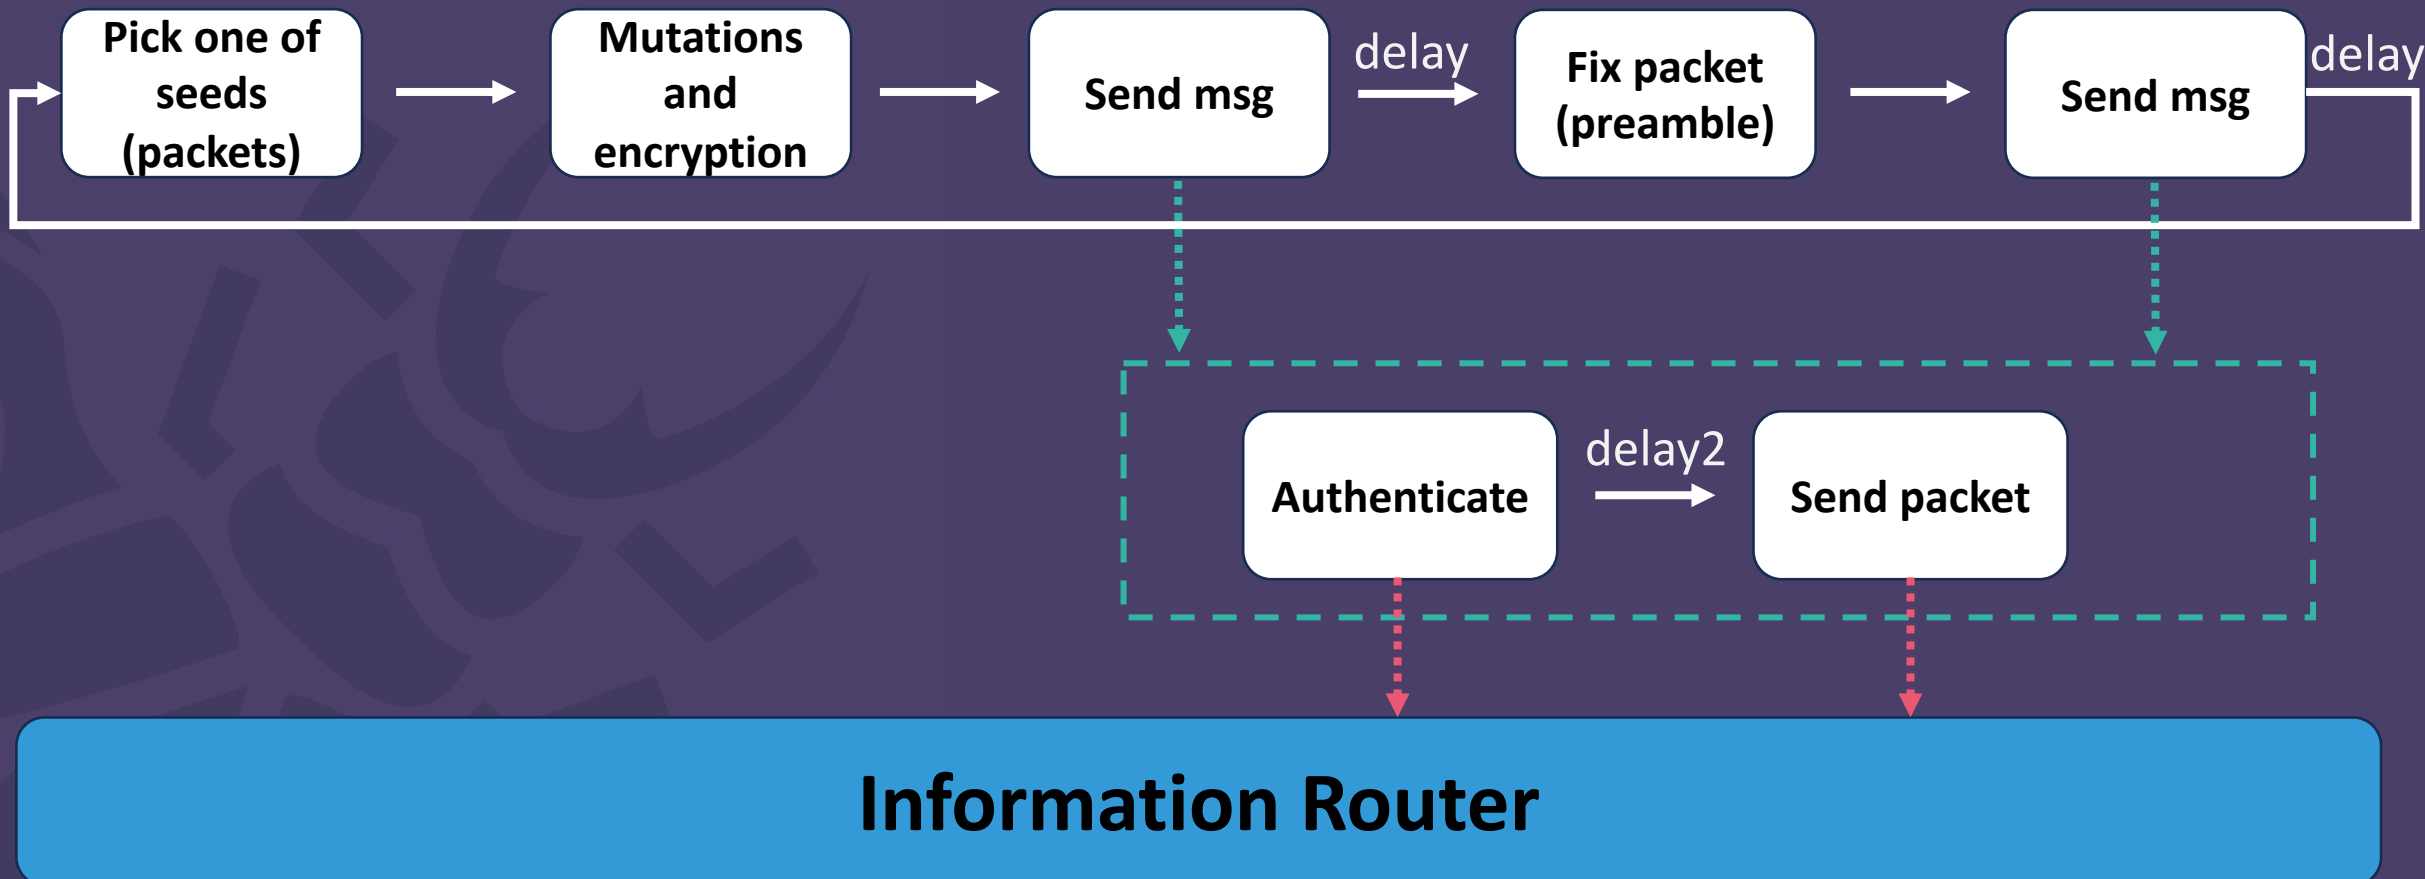 Pick one of
seeds
(packets)
Mutations
and
encryption
Send msg
delay
Fix packet
(preamble)
Send msg
delay
Authenticate
delay2
Send packet
Information Router